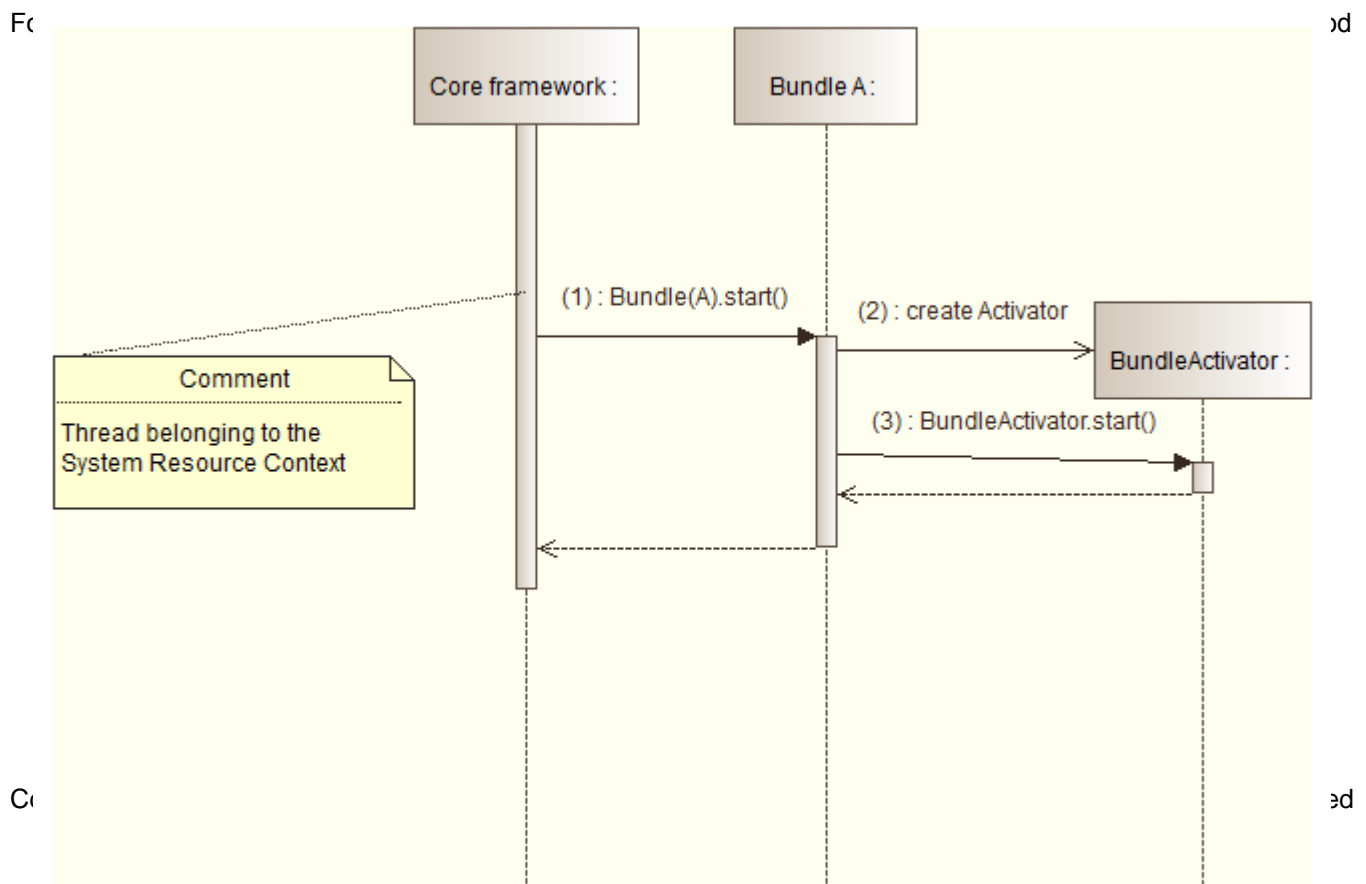 Core framework :
Bundle A :
(1) : Bundle(A).start()
(2) : create Activator
BundleActivator :
Comment
(3) : BundleActivator.start()
Thread belonging to the
System Resource Context